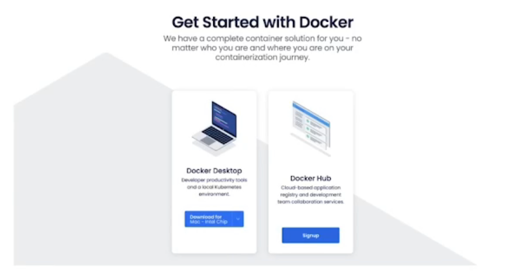 Get Started with Docker
We have a complete container solution for you - no
matter who you are and where you are on your
containerization journey.
Docker Desktop
Developer productivity tools
and a local Kubernetes
environment.
Download for
Mac - Intel Chip
Docker Hub
Cloud-based application
registry and development
team collaboration services.
Signup